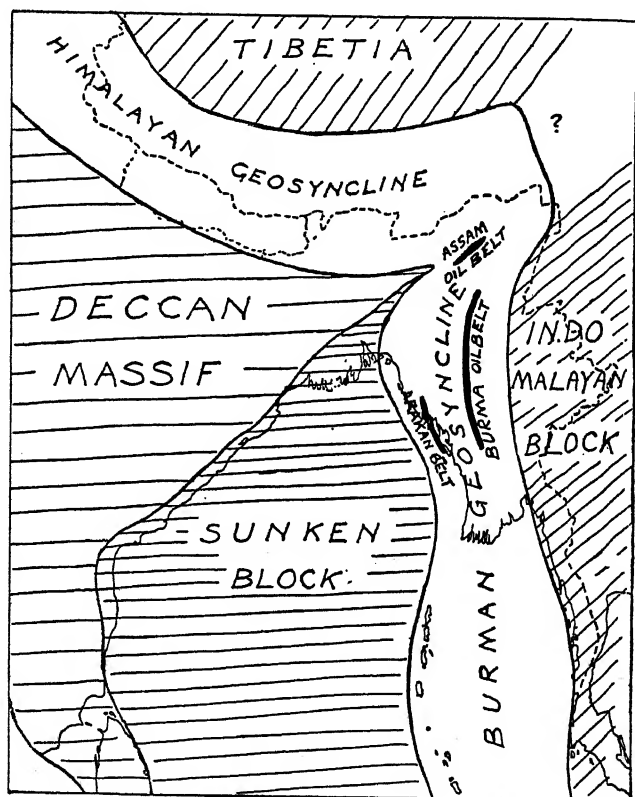 TIBETIA
?
HIMALAYAN GEOSYNCLINE
ASSAM
OIL BELT
DECCAN
MASSIF
BURMA OIL BELT
ARAKAN BELT
INDO
MALAYAN
BLOCK
SUNKEN
BLOCK
BURMAN GEOSYNCLINE